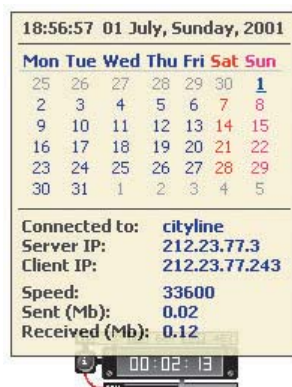 18:56:57 01 July, Sunday, 2001
Mon Tue Wed Thu Fri Sat Sun
25 26 27 28 29 30 1
2 3 4 5 6 7 8
9 10 11 12 13 14 15
16 17 18 19 20 21 22
23 24 25 26 27 28 29
30 31 1 2 3 4 5
Connected to: cityline
Server IP: 212.23.77.3
Client IP: 212.23.77.243
Speed: 33600
Sent (Mb): 0.02
Received (Mb): 0.12
00:02:13